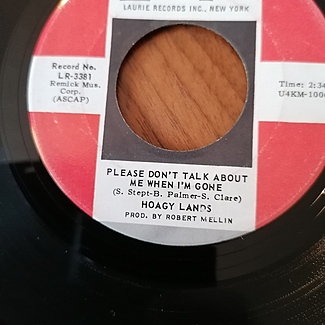 LAURIE RECORDS INC., NEW YORK
Record No.
LR-3381
Remick Mus.
Corp.
(ASCAP)
Time: 2:34
U4KM-100
PLEASE DON'T TALK ABOUT
ME WHEN I'M GONE
(S. Stept-B. Palmer-S. Clare)
HOAGY LANDS
PROD. BY ROBERT MELLIN